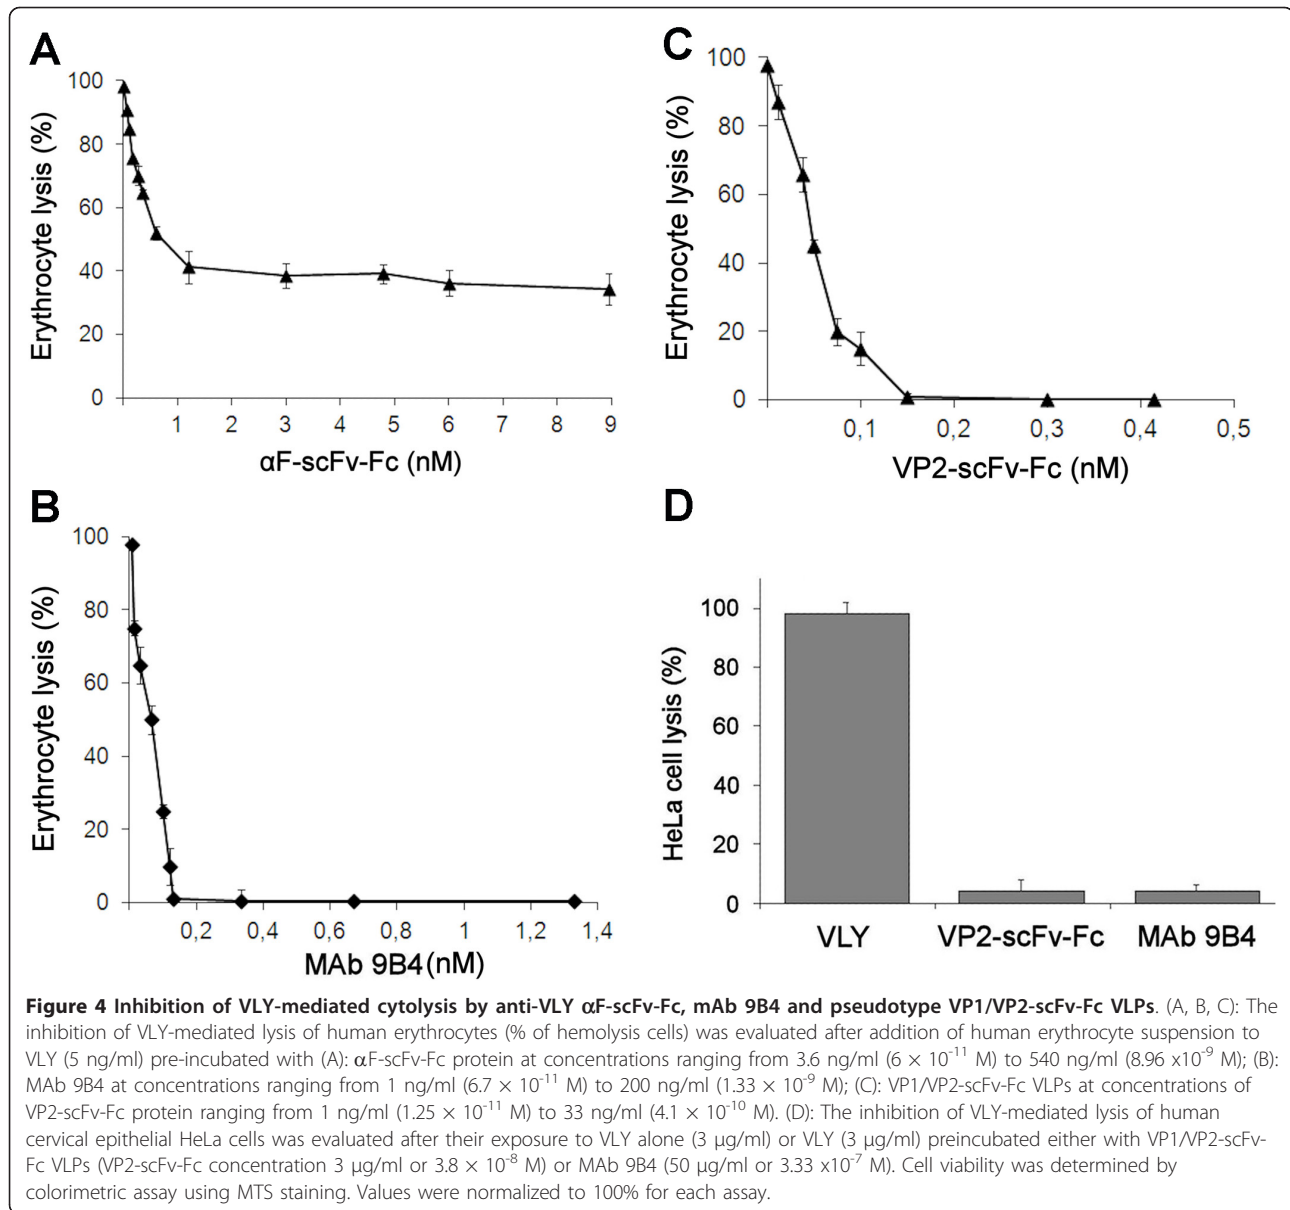 A
Erythrocyte lysis (%)
100
80
60
40
20
0
1 2 3 4 5 6 7 8 9
αF-scFv-Fc (nM)
C
Erythrocyte lysis (%)
100
80
60
40
20
0
0,1 0,2 0,3 0,4 0,5
VP2-scFv-Fc (nM)
B
Erythrocyte lysis (%)
100
80
60
40
20
0
0,2 0,4 0,6 0,8 1 1,2 1,4
MAb 9B4 (nM)
D
HeLa cell lysis (%)
100
80
60
40
20
0
VLY VP2-scFv-Fc MAb 9B4
Figure 4 Inhibition of VLY-mediated cytolysis by anti-VLY αF-scFv-Fc, mAb 9B4 and pseudotype VP1/VP2-scFv-Fc VLPs. (A, B, C): The
inhibition of VLY-mediated lysis of human erythrocytes (% of hemolysis cells) was evaluated after addition of human erythrocyte suspension to
VLY (5 ng/ml) pre-incubated with (A): αF-scFv-Fc protein at concentrations ranging from 3.6 ng/ml (6 × 10⁻¹¹ M) to 540 ng/ml (8.96 x10⁻⁹ M); (B):
MAb 9B4 at concentrations ranging from 1 ng/ml (6.7 × 10⁻¹¹ M) to 200 ng/ml (1.33 × 10⁻⁹ M); (C): VP1/VP2-scFv-Fc VLPs at concentrations of
VP2-scFv-Fc protein ranging from 1 ng/ml (1.25 × 10⁻¹¹ M) to 33 ng/ml (4.1 × 10⁻¹⁰ M). (D): The inhibition of VLY-mediated lysis of human
cervical epithelial HeLa cells was evaluated after their exposure to VLY alone (3 μg/ml) or VLY (3 μg/ml) preincubated either with VP1/VP2-scFv-
Fc VLPs (VP2-scFv-Fc concentration 3 μg/ml or 3.8 × 10⁻⁸ M) or MAb 9B4 (50 μg/ml or 3.33 x10⁻⁷ M). Cell viability was determined by
colorimetric assay using MTS staining. Values were normalized to 100% for each assay.